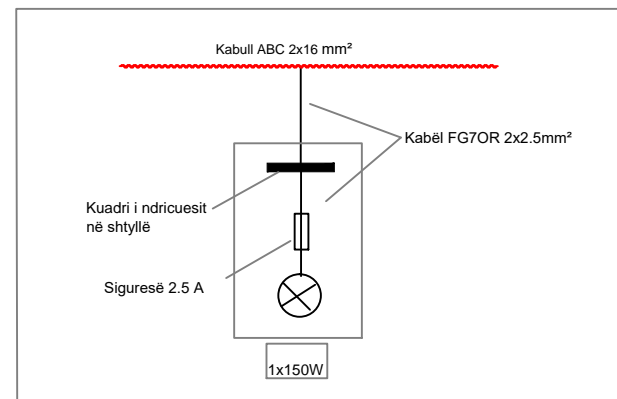 Kabull ABC 2x16 mm²
Kabël FG7OR 2x2.5mm²
Kuadri i ndricuesit
në shtyllë
Siguresë 2.5 A
1x150W